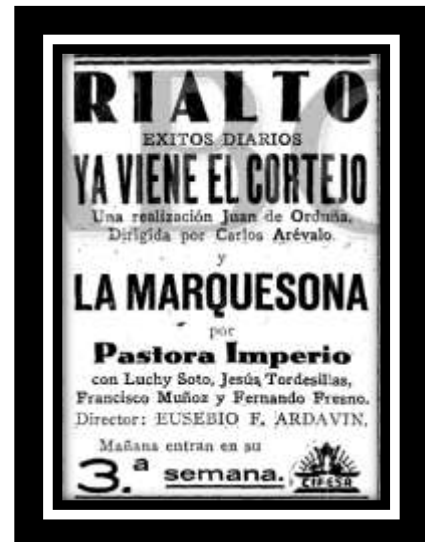 RIALTO
EXITOS DIARIOS
YA VIENE EL CORTEJO
Una realización Juan de Orduña.
Dirigida por Carlos Arévalo
y
LA MARQUESONA
por
Pastora Imperio
con Luchy Soto, Jesús Tordesillas,
Francisco Muñoz y Fernando Fresno.
Director: EUSEBIO F. ARDAVIN.
Mañana entran en su
3.ª semana.
CIFESA